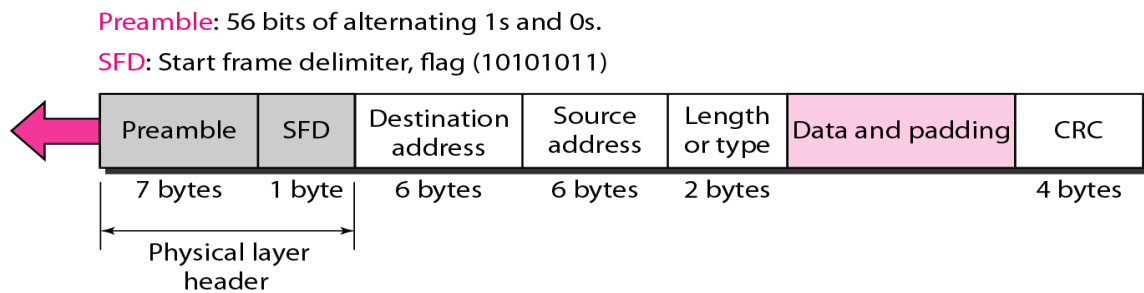 Preamble: 56 bits of alternating 1s and 0s.
SFD: Start frame delimiter, flag (10101011)
Preamble
SFD
Destination
address
Source
address
Length
or type
Data and padding
CRC
7 bytes
1 byte
6 bytes
6 bytes
2 bytes
4 bytes
Physical layer
header